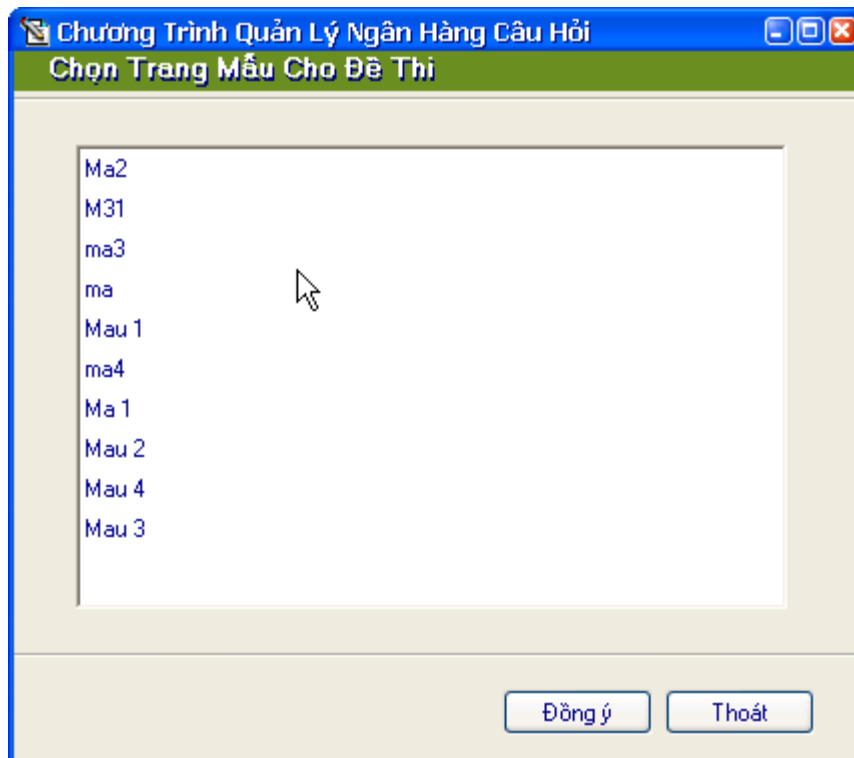 Chương Trình Quản Lý Ngân Hàng Câu Hỏi
Chọn Trang Mẫu Cho Đề Thi
Ma2
M31
ma3
ma
Mau 1
ma4
Ma 1
Mau 2
Mau 4
Mau 3
Đồng ý Thoát